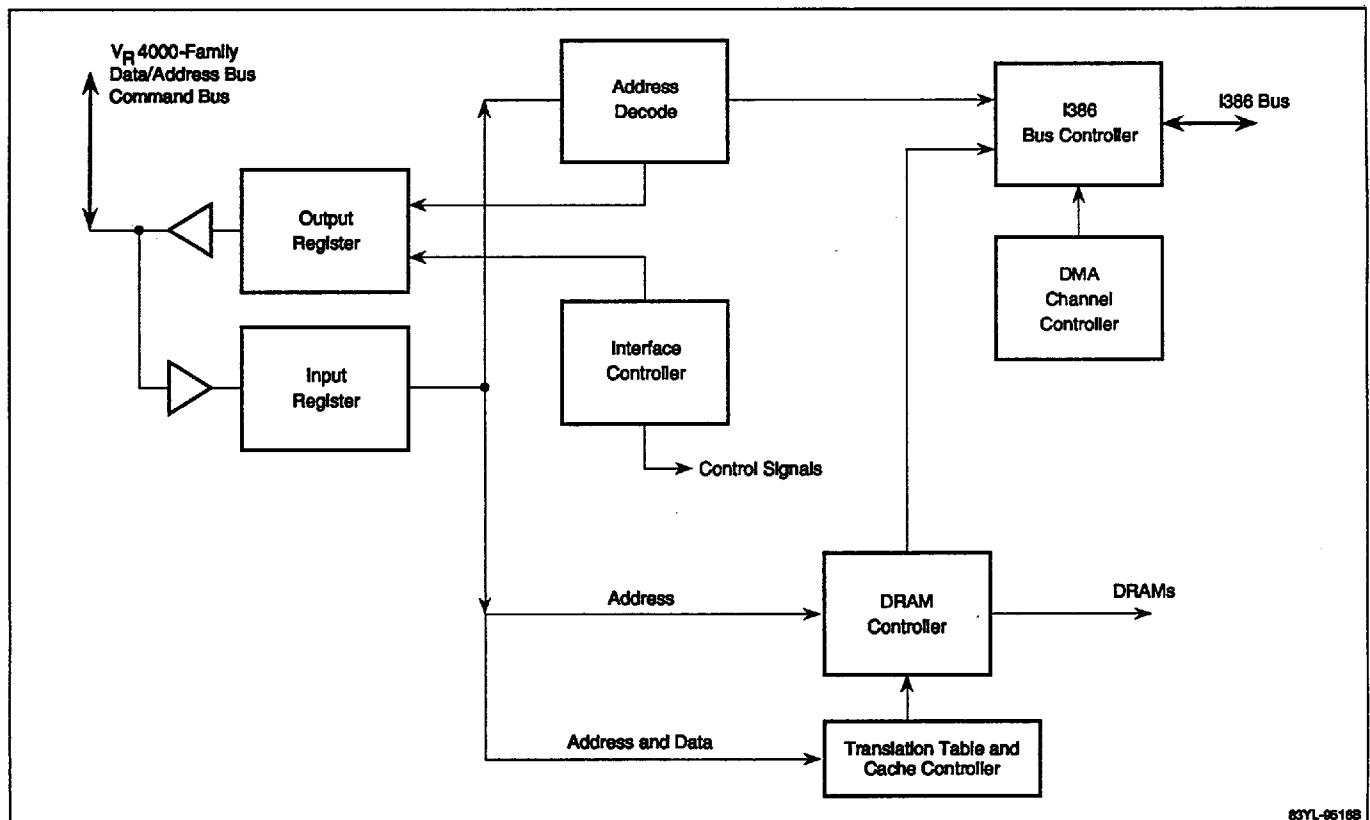 VR 4000-Family
Data/Address Bus
Command Bus
Address
Decode
I386
Bus Controller
I386 Bus
Output
Register
DMA
Channel
Controller
Input
Register
Interface
Controller
Control Signals
Address
DRAM
Controller
DRAMs
Address and Data
Translation Table and
Cache Controller
83YL-9516B